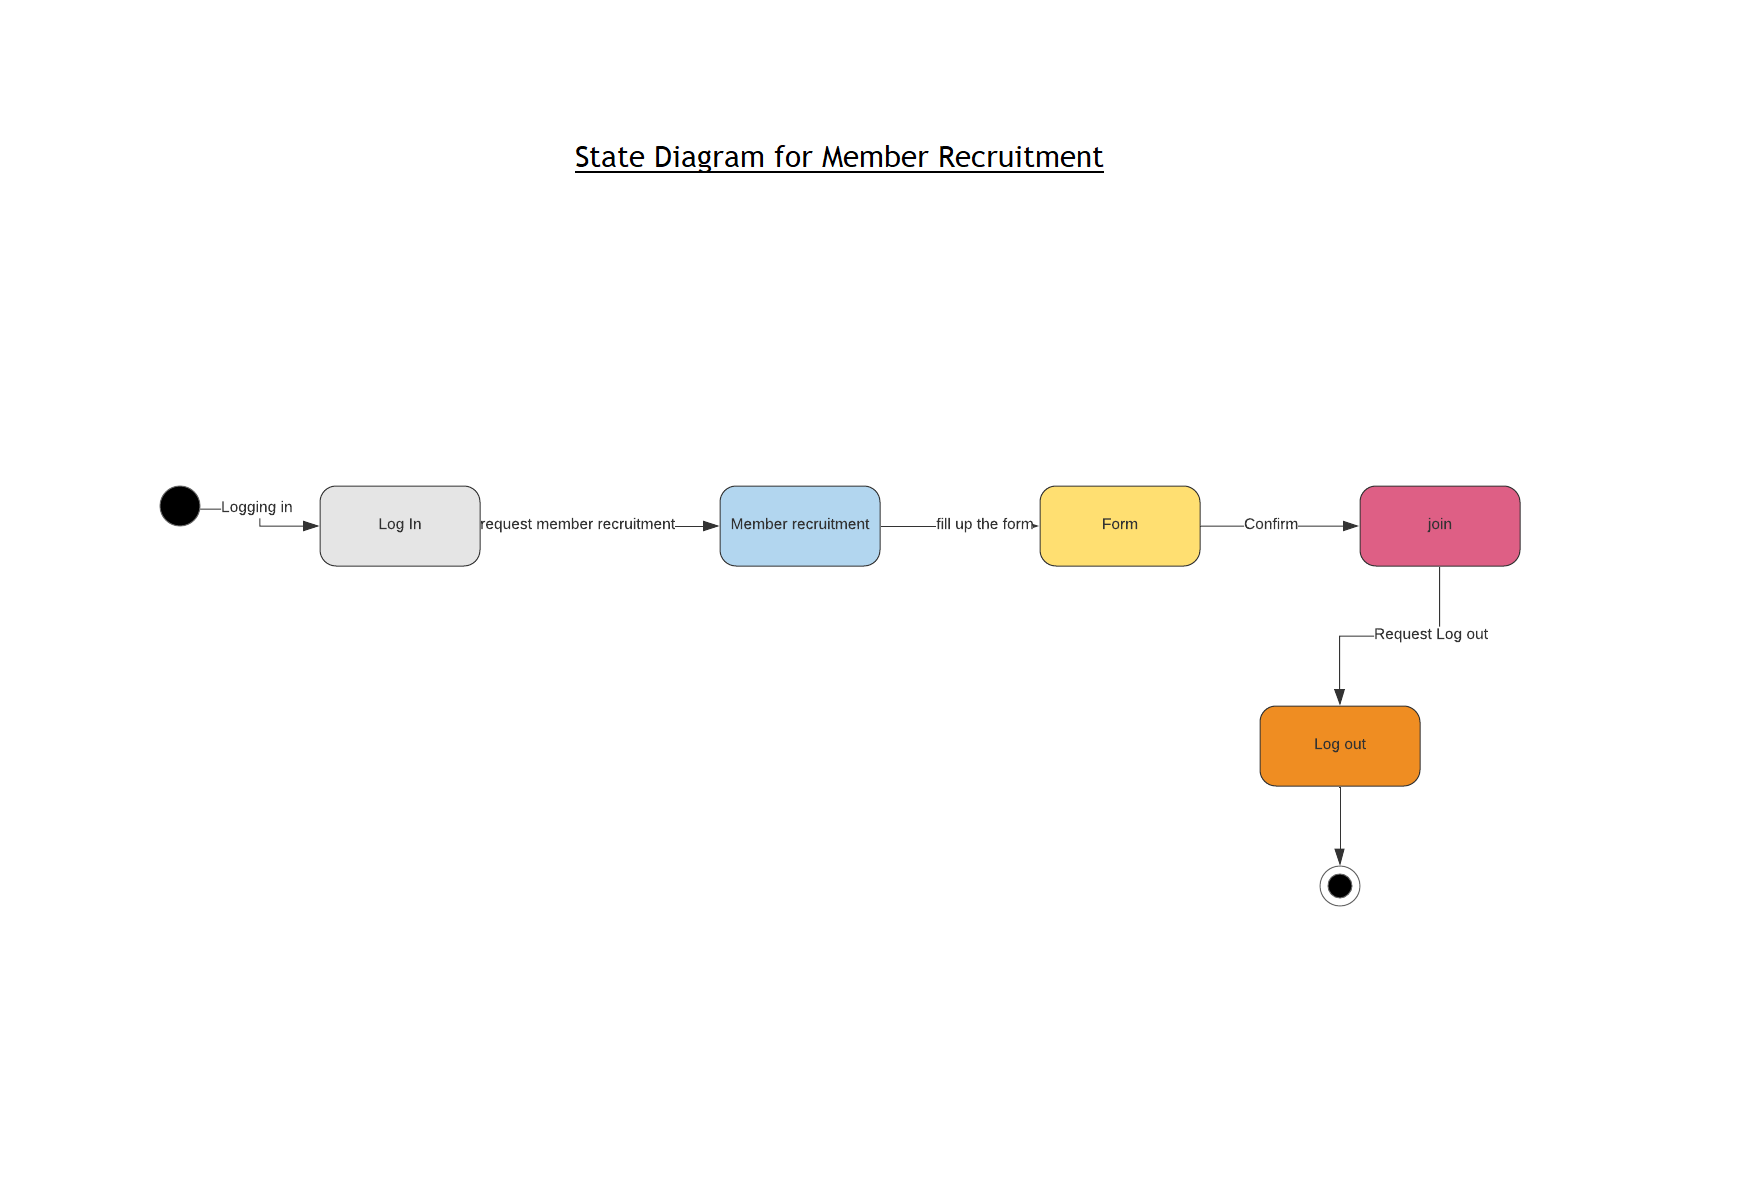 State Diagram for Member Recruitment
Logging in
Log In
request member recruitment
Member recruitment
fill up the form
Form
Confirm
join
Request Log out
Log out